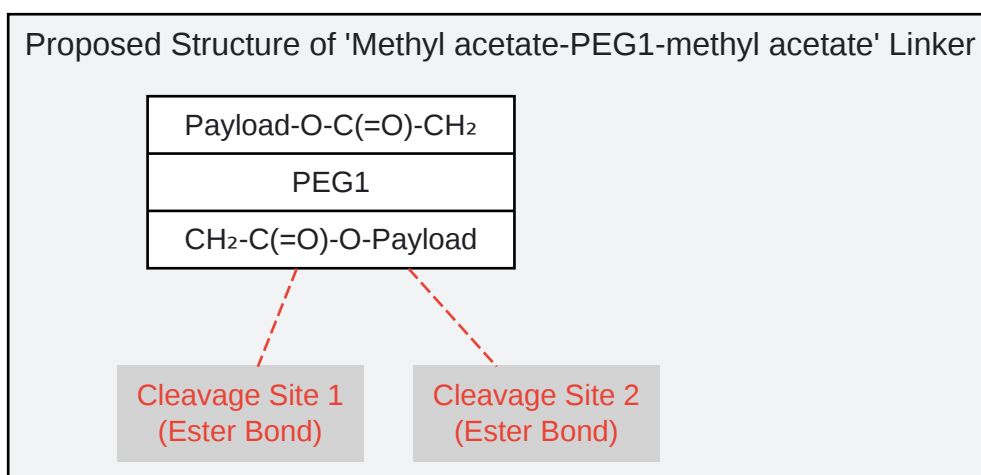 Proposed Structure of 'Methyl acetate-PEG1-methyl acetate' Linker
Payload-O-C(=O)-CH₂
PEG1
CH₂-C(=O)-O-Payload
Cleavage Site 1
(Ester Bond)
Cleavage Site 2
(Ester Bond)